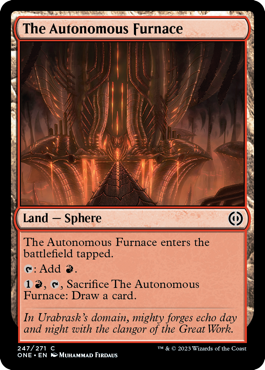 The Autonomous Furnace
Land — Sphere
The Autonomous Furnace enters the
battlefield tapped.
: Add .
1, , Sacrifice The Autonomous
Furnace: Draw a card.
In Urabrask's domain, mighty forges echo day
and night with the clangor of the Great Work.
247/271 C
ONE • EN Muhammad Firdaus
™ & © 2023 Wizards of the Coast